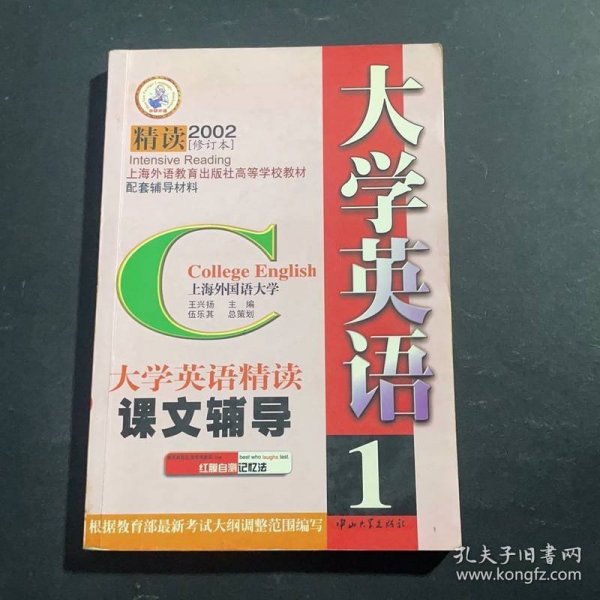 精读 2002
[修订本]
Intensive Reading
上海外语教育出版社高等学校教材
配套辅导材料
College English
上海外国语大学
王兴扬 主编
伍乐其 总策划
大学英语精读
课文辅导
best who laughs last.
红膜自测记忆法
根据教育部最新考试大纲调整范围编写
大学英语
1
中山大学出版社
孔夫子旧书网
www.kongfz.com